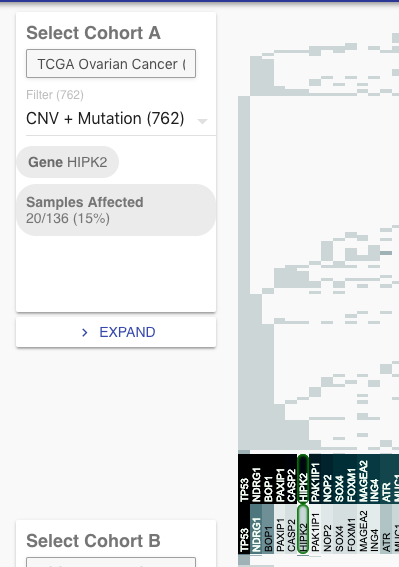 Select Cohort A
TCGA Ovarian Cancer (
Filter (762)
CNV + Mutation (762)
Gene HIPK2
Samples Affected
20/136 (15%)
EXPAND
TP53
NDRG1
BOP1
PAXIP1
CASP2
HIPK2
PAK1IP1
NOP2
SOX4
FOXM1
MAGEA2
ING4
ATR
MUC1
TP53
NDRG1
BOP1
PAXIP1
CASP2
HIPK2
PAK1IP1
NOP2
SOX4
FOXM1
MAGEA2
ING4
ATR
Select Cohort B